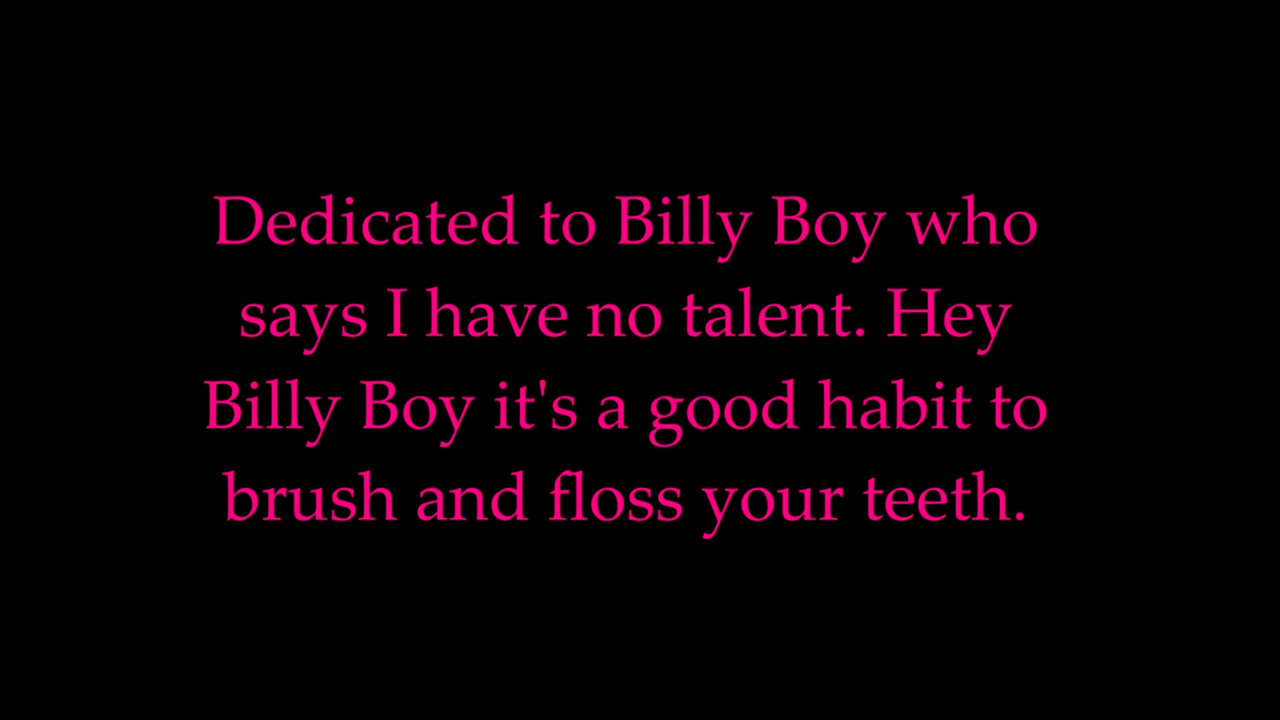 Dedicated to Billy Boy who
says I have no talent. Hey
Billy Boy it's a good habit to
brush and floss your teeth.